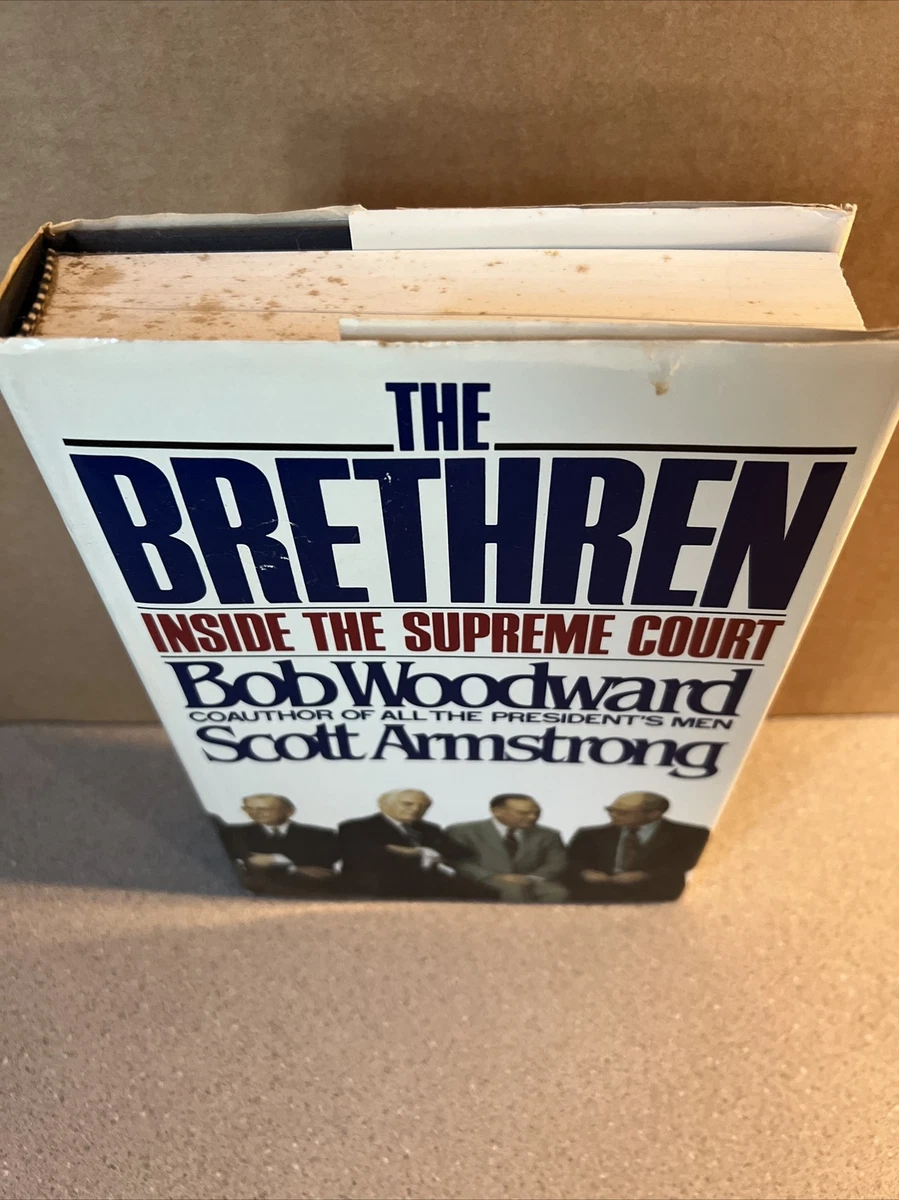 THE
BRETHREN
INSIDE THE SUPREME COURT
Bob Woodward
COAUTHOR OF ALL THE PRESIDENT'S MEN
Scott Armstrong